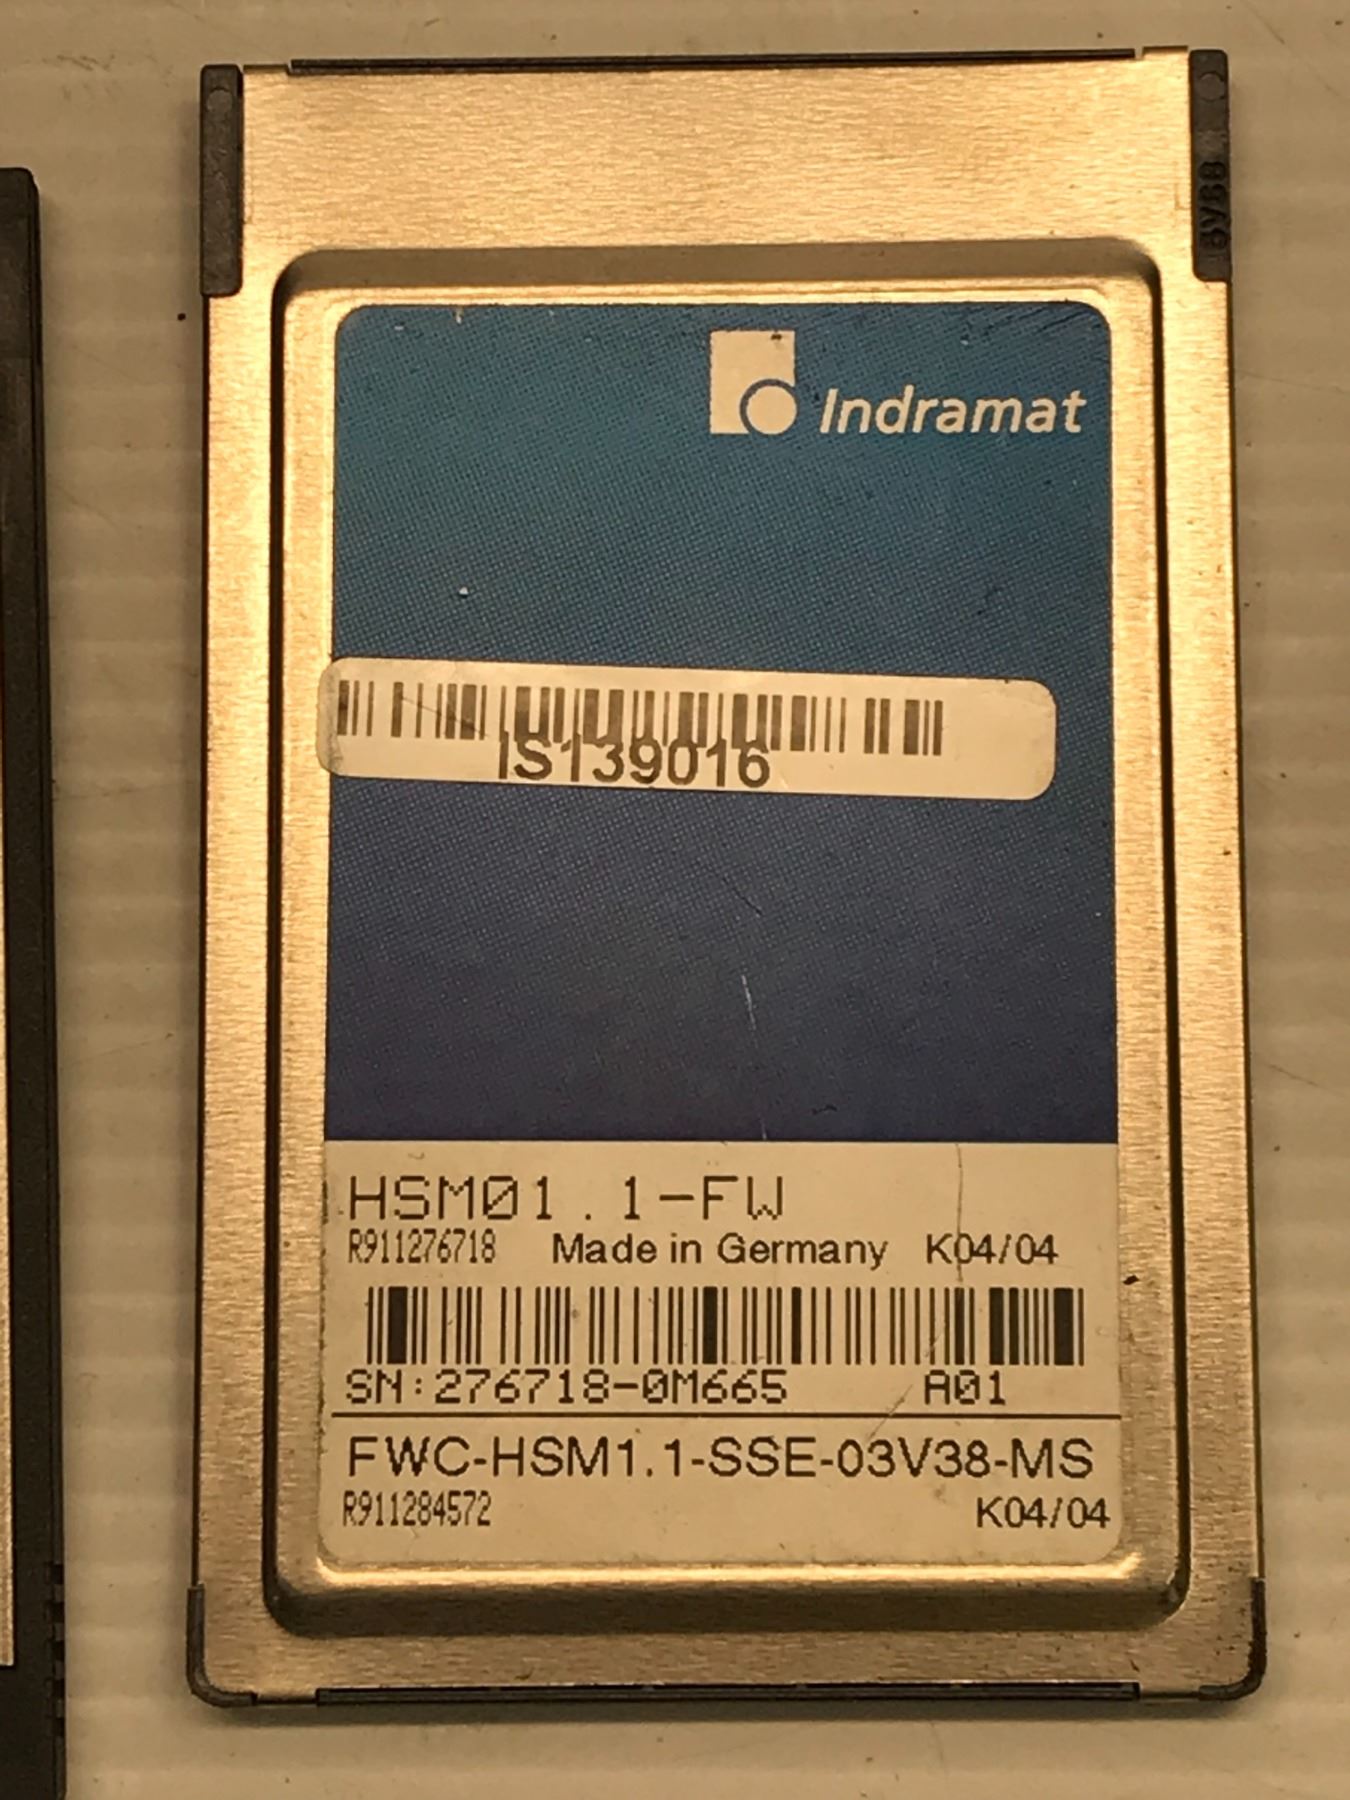 Indramat
IS139016
HSM01.1-FW
R911276718 Made in Germany K04/04
SN:276718-0M665 A01
FWC-HSM1.1-SSE-03V38-MS
R911284572 K04/04